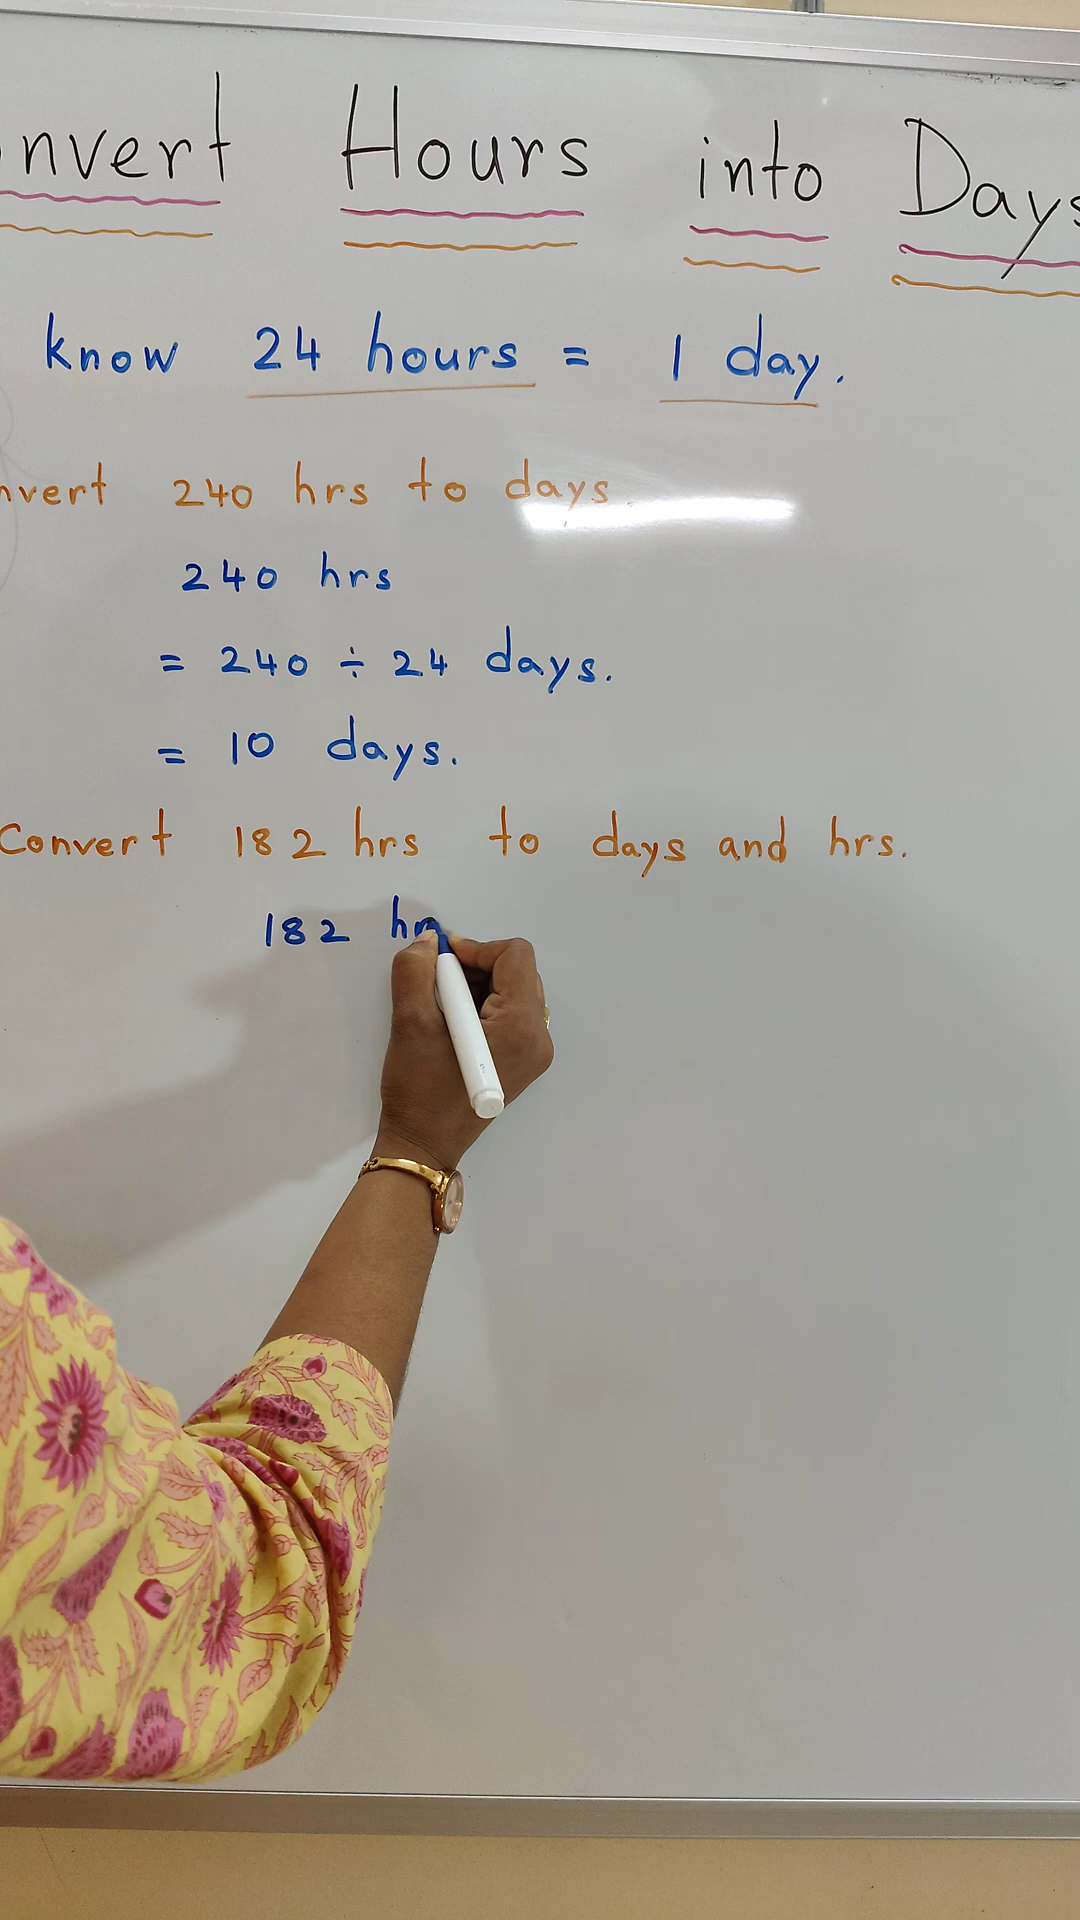 nvert Hours into Days
know 24 hours = 1 day.
nvert 240 hrs to days.
240 hrs
= 240 ÷ 24 days.
= 10 days.
Convert 182 hrs to days and hrs.
182 hr